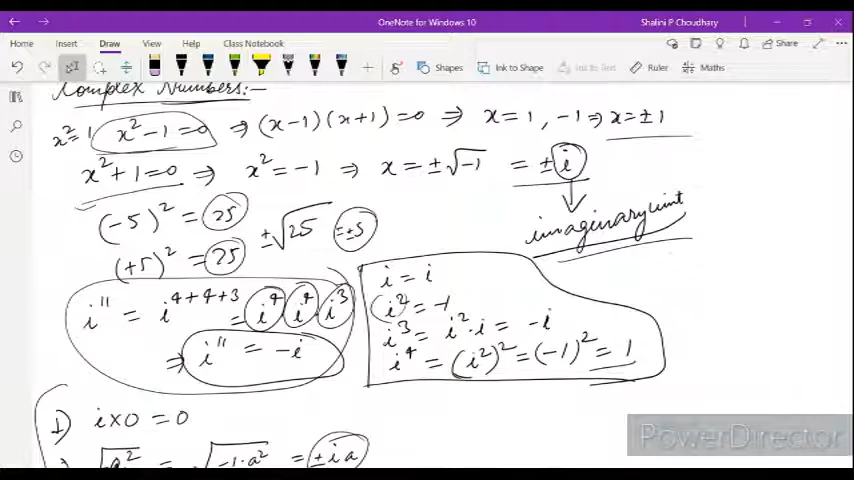 OneNote for Windows 10
Shalini P Choudhary
Home Insert Draw View Help Class Notebook Share
Shapes Ink to Shape Ink to Text Ruler Maths
Complex Numbers:-
x² = 1 x² - 1 = 0 ⇒ (x-1)(x+1) = 0 ⇒ x = 1, -1 ⇒ x = ±1
x² + 1 = 0 ⇒ x² = -1 ⇒ x = ±√-1 = ± i
imaginary unit
(-5)² = 25 ±√25 = ±5
(+5)² = 25
i = i
i² = -1
i¹¹ = i⁴⁺⁴⁺³ = i⁴ i⁴ i³
i³ = i²·i = -i
⇒ i¹¹ = -i
i⁴ = (i²)² = (-1)² = 1
1) i×0 = 0
√-1·a² = ± i a
PowerDirector